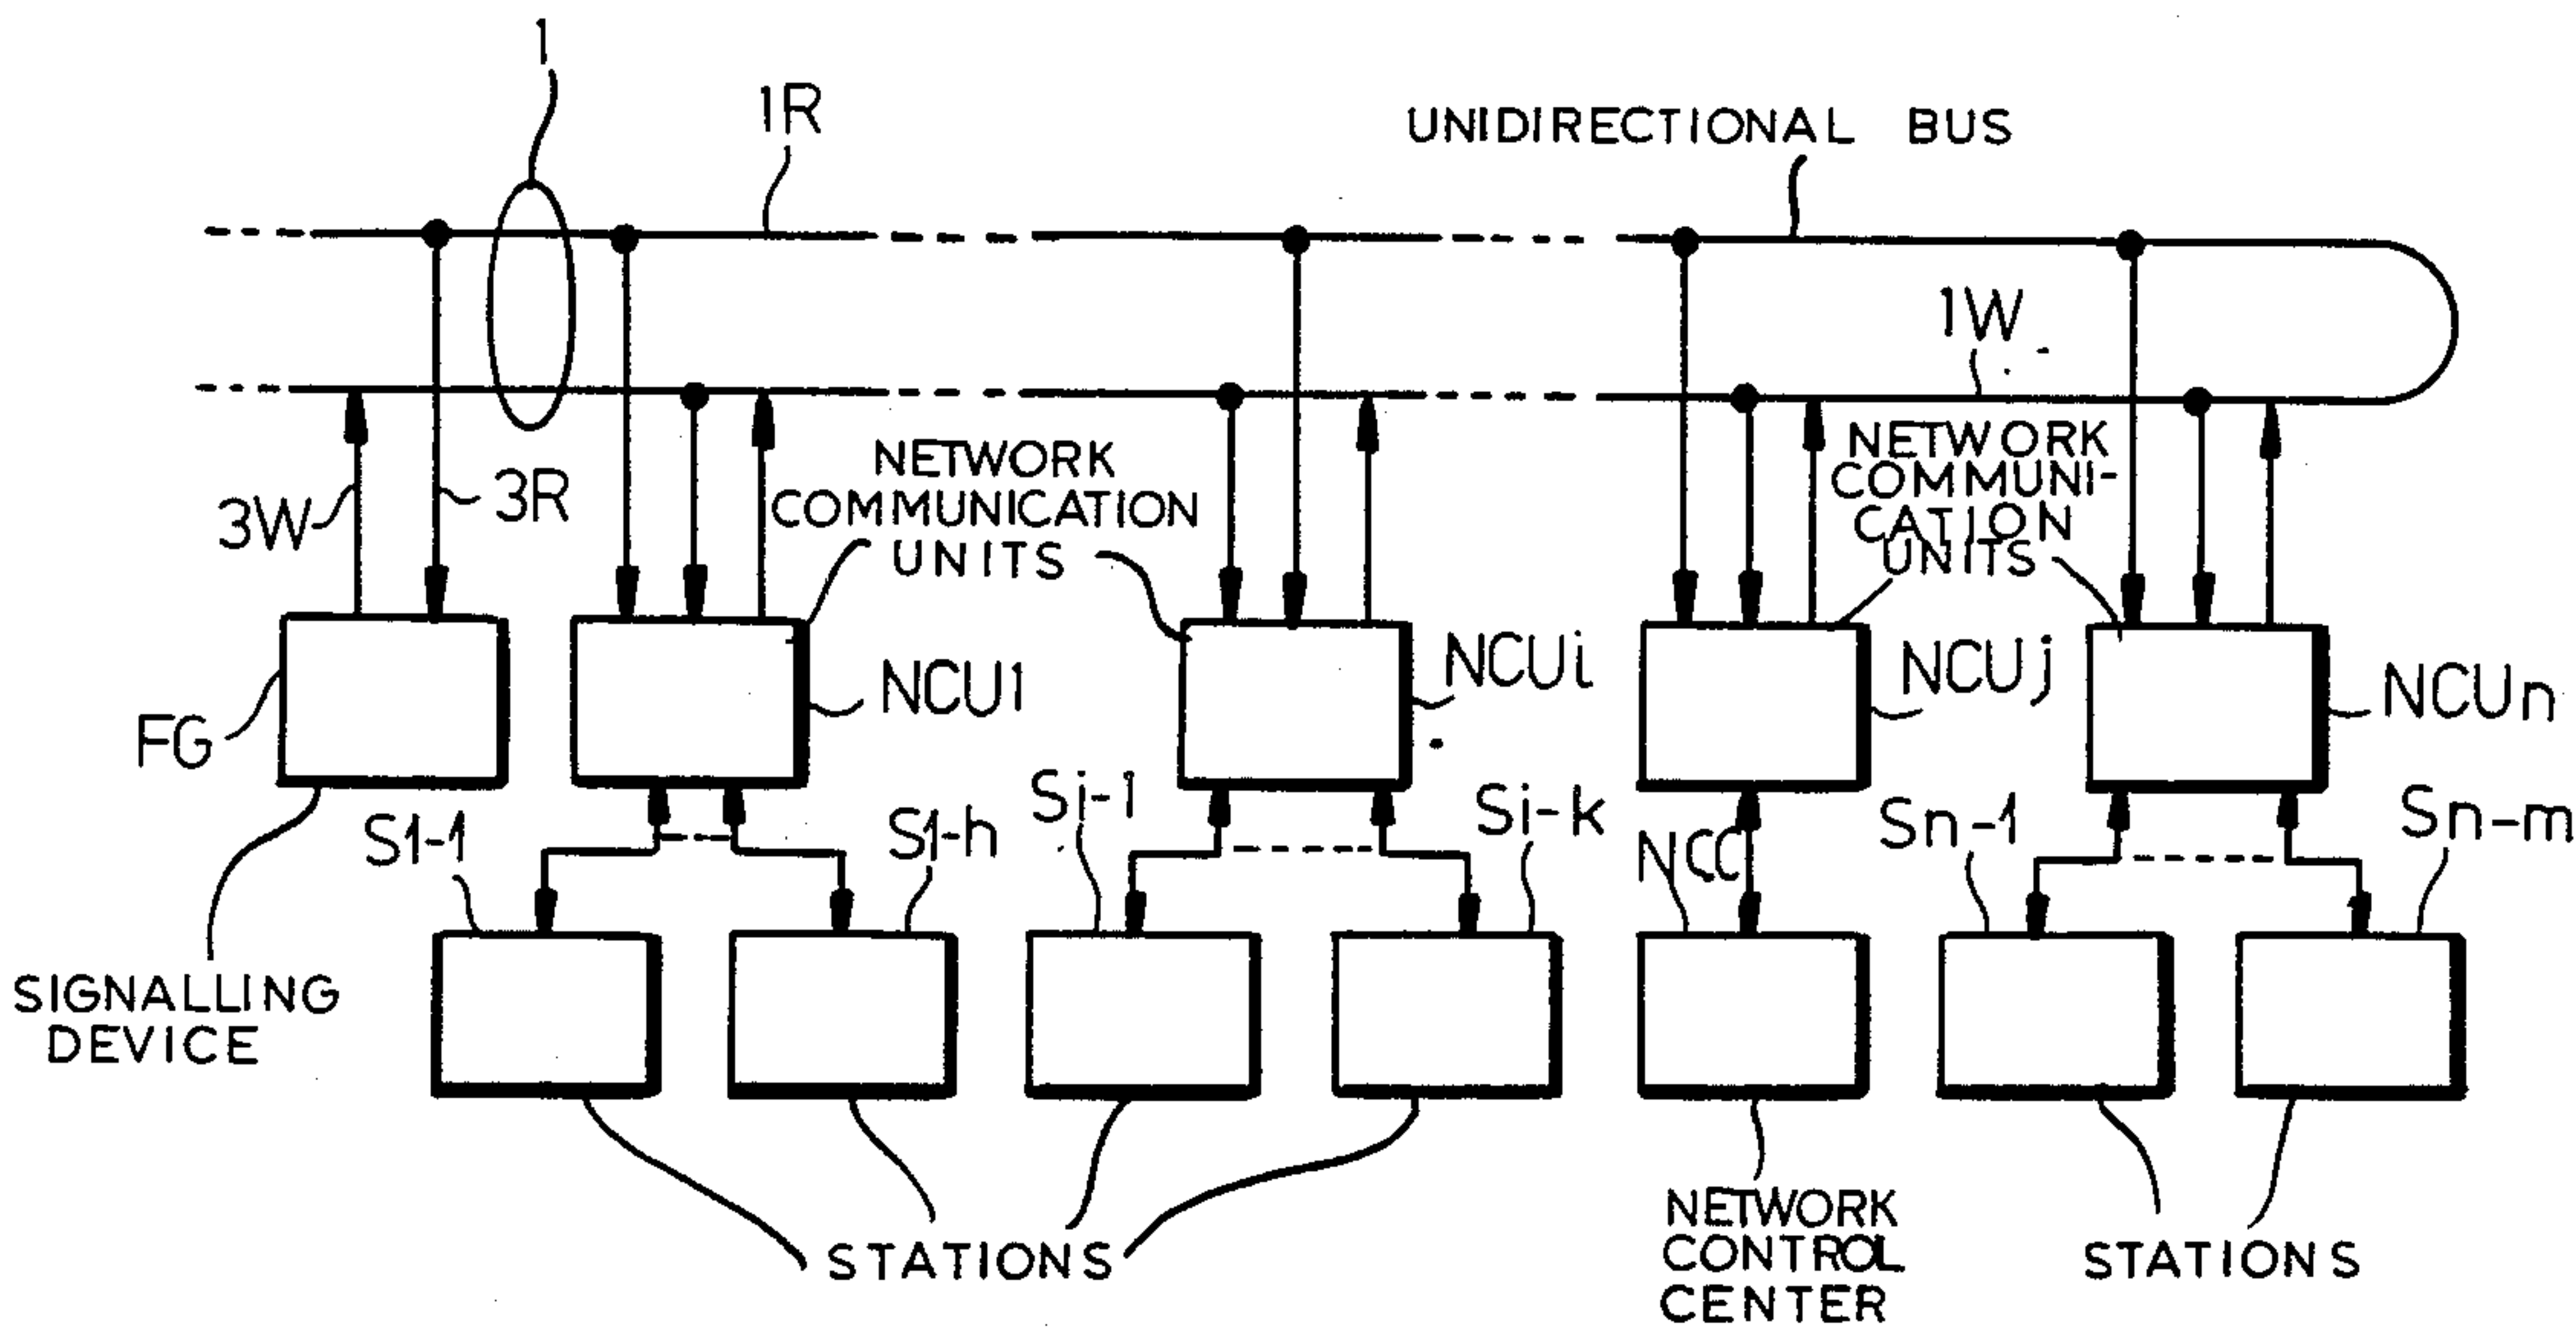 1
1R
UNIDIRECTIONAL BUS
1W
3W
3R
NETWORK
COMMUNICATION
UNITS
NETWORK
COMMUNI-
CATION
UNITS
FG
NCU1
NCUi
NCUj
NCUn
SIGNALLING
DEVICE
S1-1
S1-h
Si-1
Si-k
NCC
Sn-1
Sn-m
STATIONS
NETWORK
CONTROL
CENTER
STATIONS